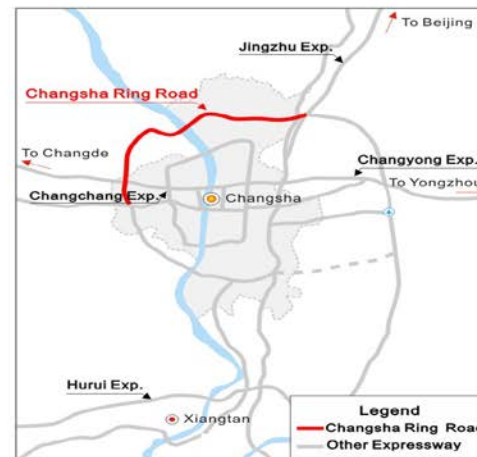 To Beijing
Jingzhu Exp.
Changsha Ring Road
To Changde
Changyong Exp.
To Yongzhou
Changchang Exp.
Changsha
Hurui Exp.
Xiangtan
Legend
Changsha Ring Road
Other Expressway